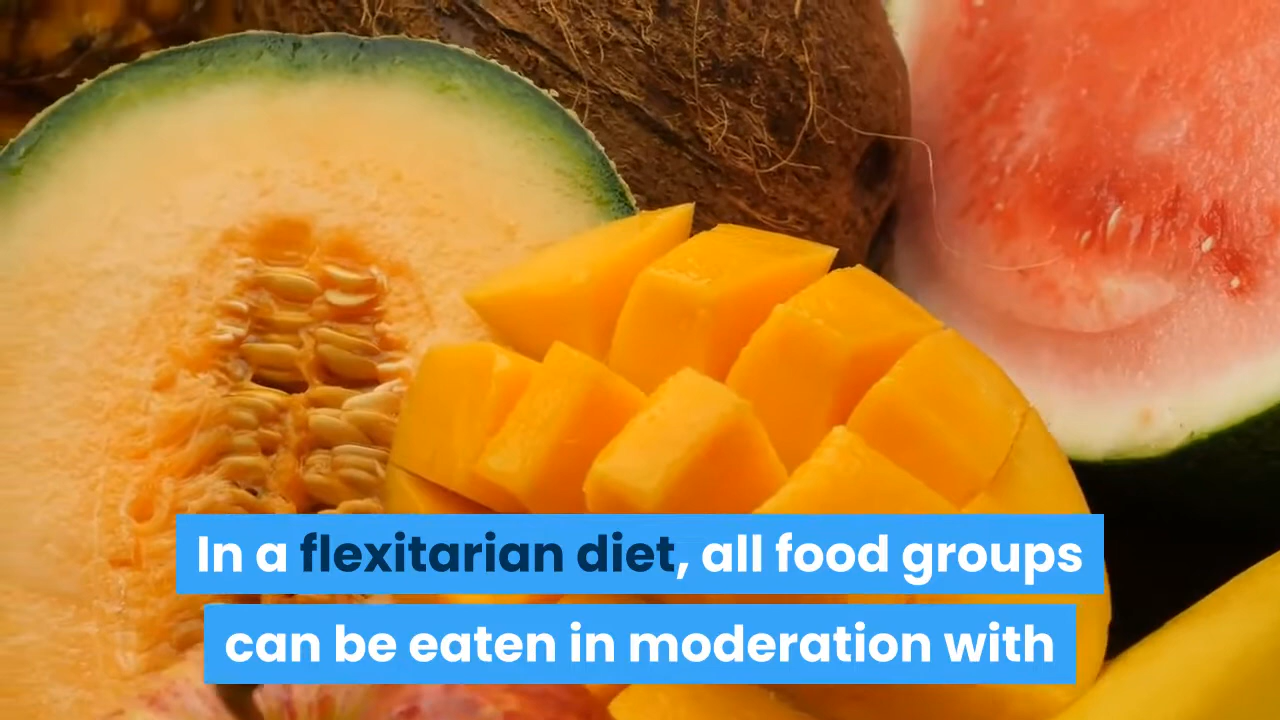 In a flexitarian diet, all food groups
can be eaten in moderation with